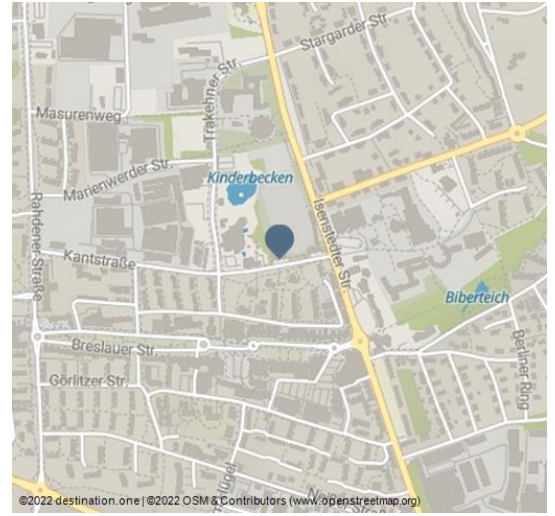 Stargarder Str.
Trakehner Str.
Masurenweg
Marienwerder Str.
Kinderbecken
Isenstedter Str.
Rahdener-Straße
Kantstraße
Biberteich
Breslauer Str.
Berliner Ring
Görlitzer Str.
©2022 destination.one | ©2022 OSM & Contributors (www.openstreetmap.org)